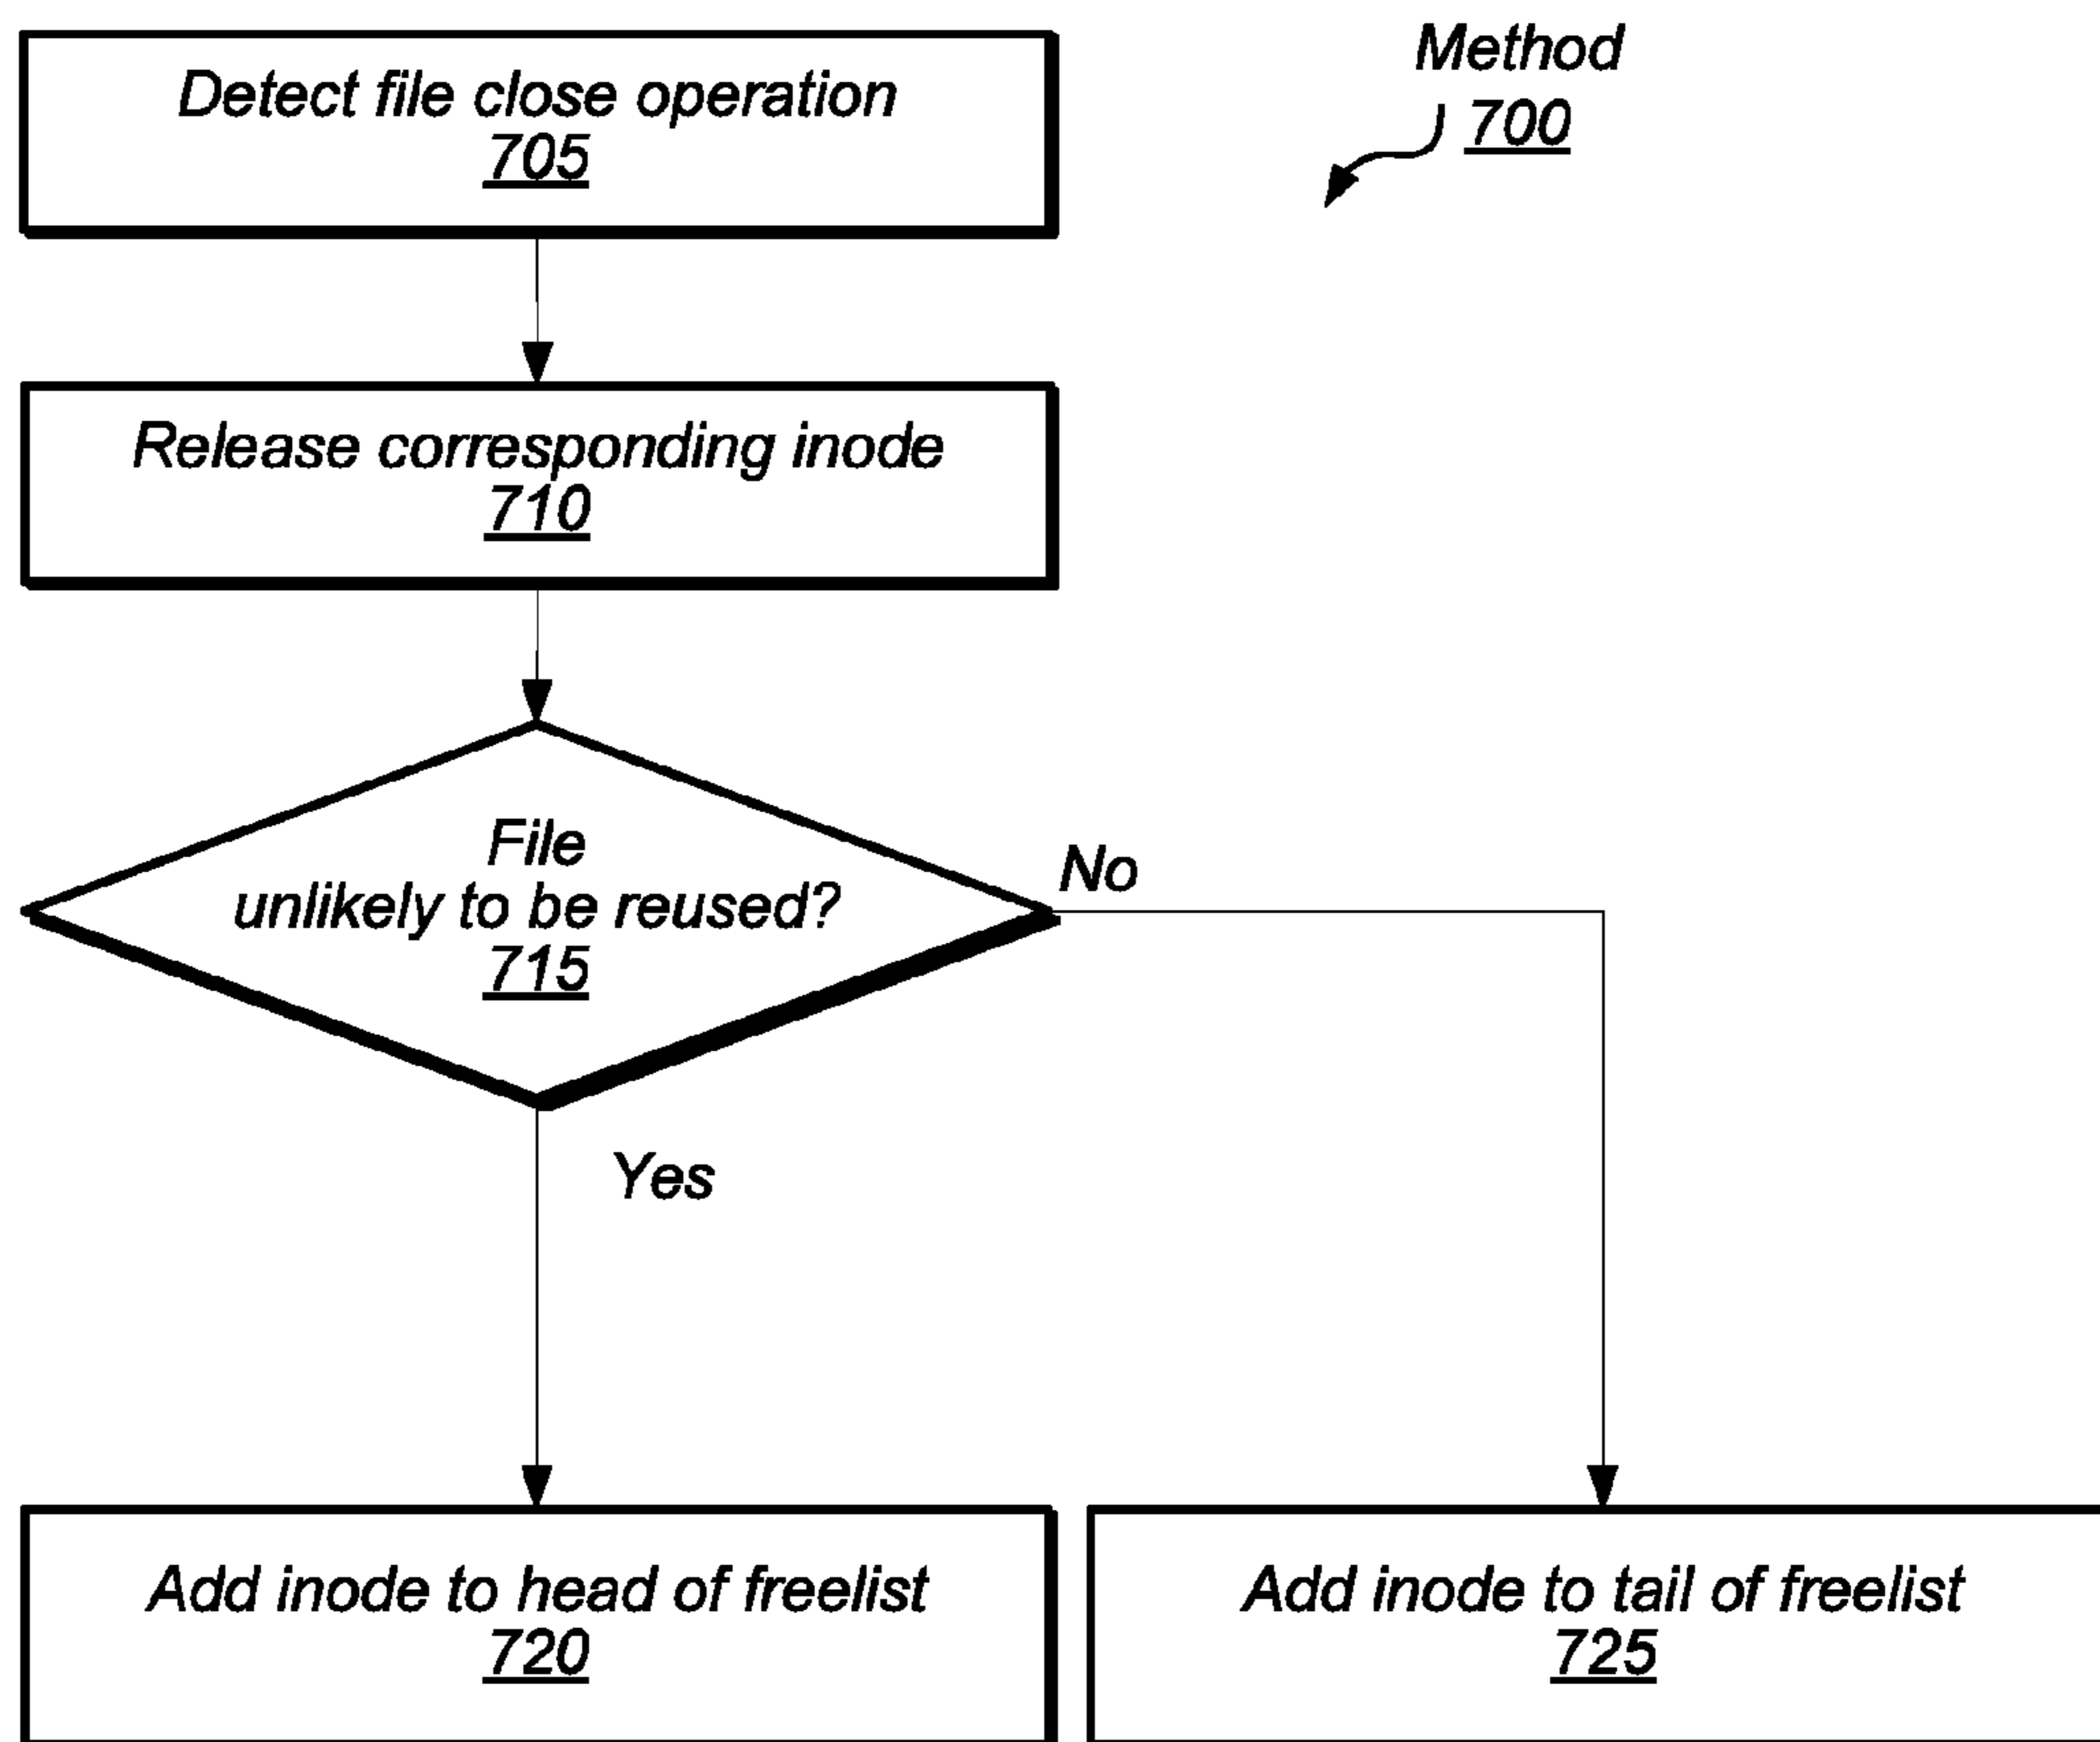 Detect file close operation
705
Method
700
Release corresponding inode
710
File
unlikely to be reused?
715
No
Yes
Add inode to head of freelist
720
Add inode to tail of freelist
725